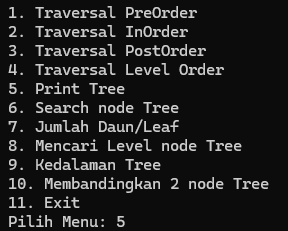 1. Traversal PreOrder
2. Traversal InOrder
3. Traversal PostOrder
4. Traversal Level Order
5. Print Tree
6. Search node Tree
7. Jumlah Daun/Leaf
8. Mencari Level node Tree
9. Kedalaman Tree
10. Membandingkan 2 node Tree
11. Exit
Pilih Menu: 5